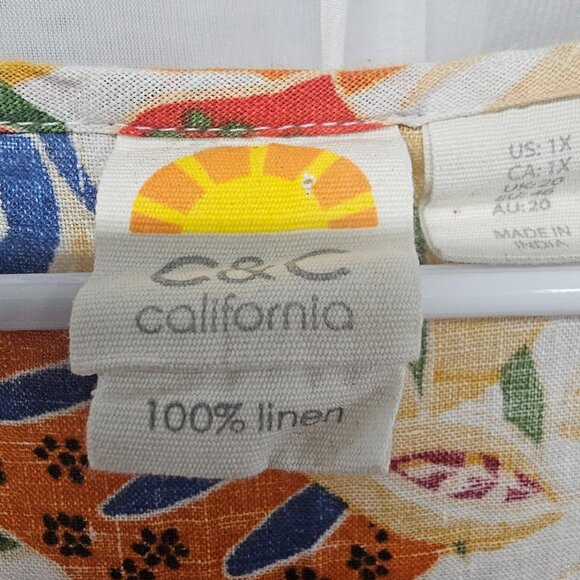 C&C
california
100% linen
US: 1X
CA: 1X
AU: 20
MADE IN
INDIA